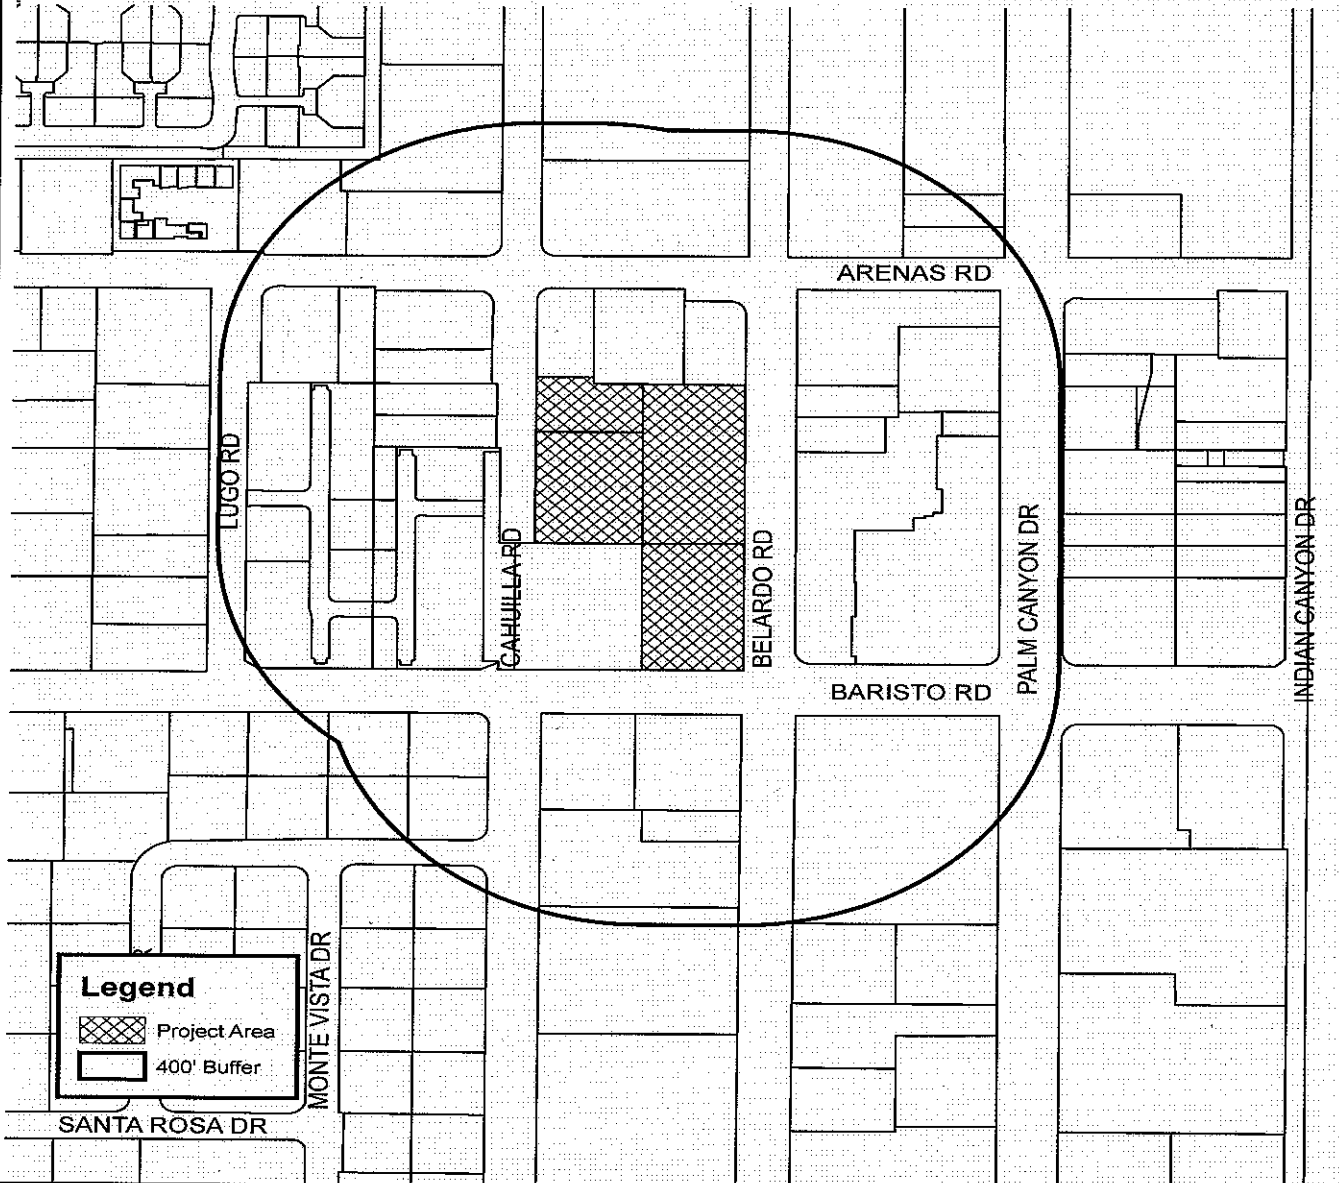 ARENAS RD
LUGO RD
CAHUILLA RD
BELARDO RD
PALM CANYON DR
INDIAN CANYON DR
BARISTO RD
MONTE VISTA DR
Legend
Project Area
400' Buffer
SANTA ROSA DR